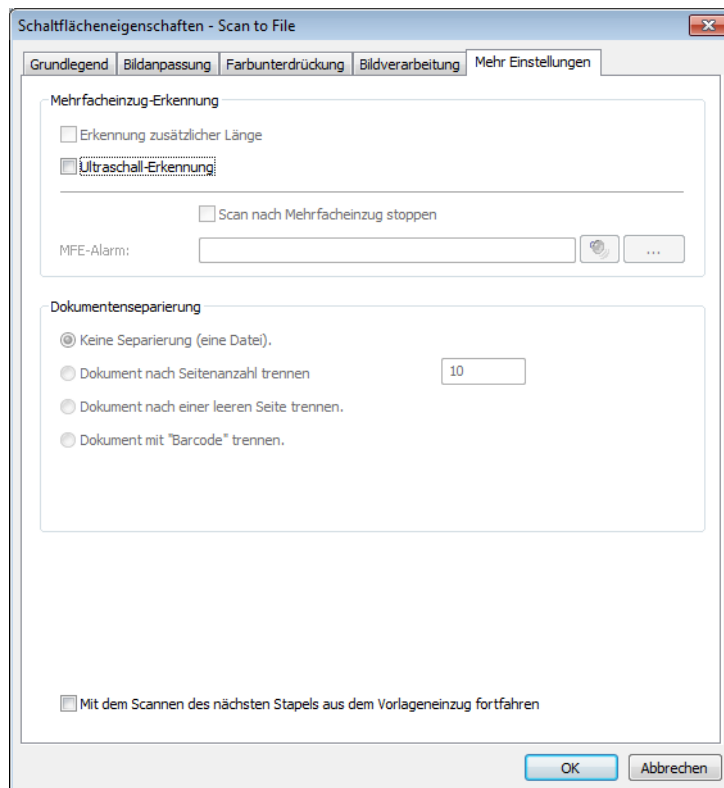 Schaltflächeneigenschaften - Scan to File
Grundlegend Bildanpassung Farbunterdrückung Bildverarbeitung Mehr Einstellungen
Mehrfacheinzug-Erkennung
Erkennung zusätzlicher Länge
Ultraschall-Erkennung
Scan nach Mehrfacheinzug stoppen
MFE-Alarm: ...
Dokumentenseparierung
Keine Separierung (eine Datei).
Dokument nach Seitenanzahl trennen 10
Dokument nach einer leeren Seite trennen.
Dokument mit "Barcode" trennen.
Mit dem Scannen des nächsten Stapels aus dem Vorlageneinzug fortfahren
OK Abbrechen